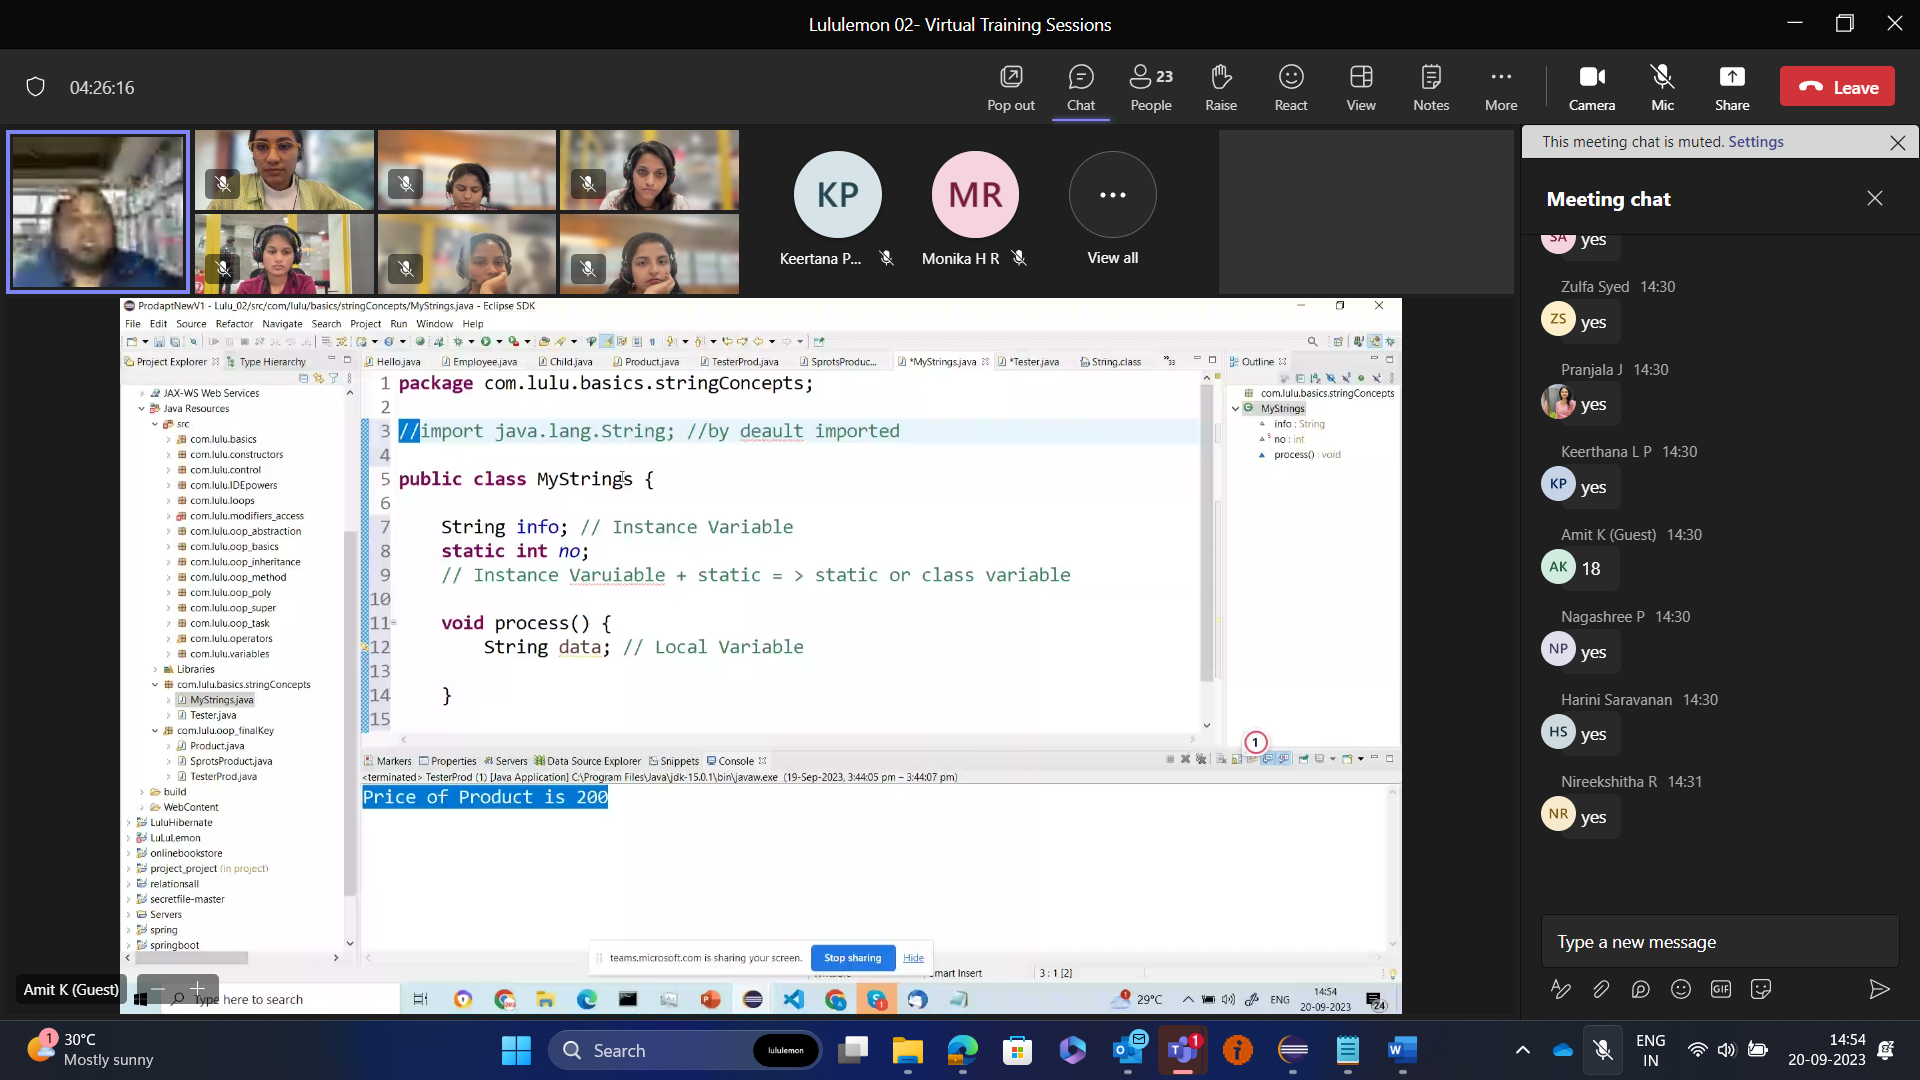 Lululemon 02- Virtual Training Sessions
04:26:16
Pop out
Chat
23
People
Raise
React
View
Notes
More
Camera
Mic
Share
Leave
KP
Keertana P...
MR
Monika H R
View all
This meeting chat is muted. Settings
Meeting chat
SA
yes
Zulfa Syed 14:30
ZS
yes
Pranjala J 14:30
yes
Keerthana L P 14:30
KP
yes
Amit K (Guest) 14:30
AK
18
Nagashree P 14:30
NP
yes
Harini Saravanan 14:30
HS
yes
Nireekshitha R 14:31
NR
yes
Type a new message
GIF
ProdaptNewV1 - Lulu_02/src/com/lulu/basics/stringConcepts/MyStrings.java - Eclipse SDK
File Edit Source Refactor Navigate Search Project Run Window Help
Project Explorer
Type Hierarchy
JAX-WS Web Services
Java Resources
src
com.lulu.basics
com.lulu.constructors
com.lulu.control
com.lulu.IDEpowers
com.lulu.loops
com.lulu.modifiers_access
com.lulu.oop_abstraction
com.lulu.oop_basics
com.lulu.oop_inheritance
com.lulu.oop_method
com.lulu.oop_poly
com.lulu.oop_super
com.lulu.oop_task
com.lulu.operators
com.lulu.variables
Libraries
com.lulu.basics.stringConcepts
MyStrings.java
Tester.java
com.lulu.oop_finalKey
Product.java
SprotsProduct.java
TesterProd.java
build
WebContent
LuluHibernate
LuLuLemon
onlinebookstore
project_project (in project)
relationsall
secretfile-master
Servers
spring
springboot
Hello.java
Employee.java
Child.java
Product.java
TesterProd.java
SprotsProduc...
*MyStrings.java
*Tester.java
String.class
»33
1 package com.lulu.basics.stringConcepts;
2
3 //import java.lang.String; //by deault imported
4
5 public class MyStrings {
6
7 String info; // Instance Variable
8 static int no;
9 // Instance Varuiable + static = > static or class variable
10
11 void process() {
12 String data; // Local Variable
13
14 }
15
Outline
com.lulu.basics.stringConcepts
MyStrings
info : String
no : int
process() : void
1
Markers
Properties
Servers
Data Source Explorer
Snippets
Console
<terminated> TesterProd (1) [Java Application] C:\Program Files\Java\jdk-15.0.1\bin\javaw.exe (19-Sep-2023, 3:44:05 pm – 3:44:07 pm)
Price of Product is 200
teams.microsoft.com is sharing your screen.
Stop sharing
Hide
mart Insert
3 : 1 [2]
Amit K (Guest)
Type here to search
29°C
ENG
14:54
20-09-2023
24
30°C
Mostly sunny
Search
lululemon
ENG
IN
14:54
20-09-2023